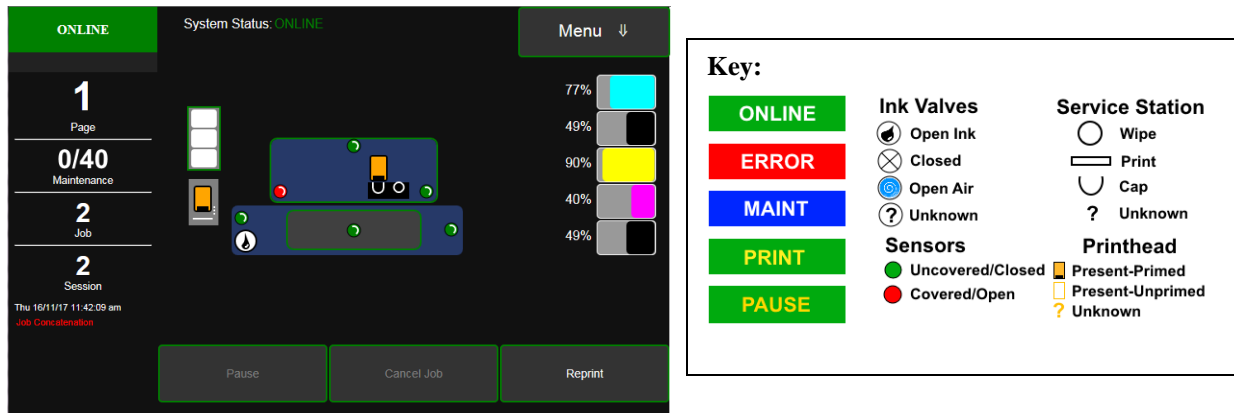 ONLINE
System Status: ONLINE
Menu ⇓
1
Page
0/40
Maintenance
2
Job
2
Session
Thu 16/11/17 11:42:09 am
Job Concatenation
77%
49%
90%
40%
49%
Pause
Cancel Job
Reprint
Key:
ONLINE
ERROR
MAINT
PRINT
PAUSE
Ink Valves
Open Ink
Closed
Open Air
? Unknown
Sensors
Uncovered/Closed
Covered/Open
Service Station
Wipe
Print
Cap
? Unknown
Printhead
Present-Primed
Present-Unprimed
? Unknown